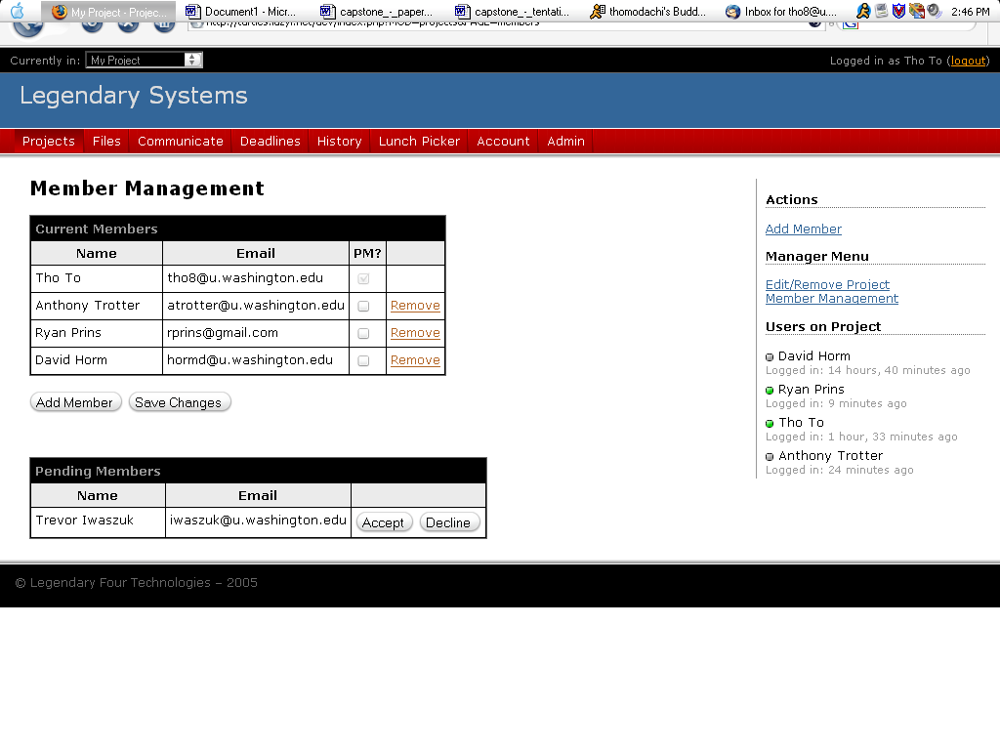 My Project - Projec... Document1 - Micr... capstone_-_paper... capstone_-_tentati... thomodachi's Budd... Inbox for tho8@u.... 2:46 PM
Currently in: My Project Logged in as Tho To (logout)
Legendary Systems
Projects Files Communicate Deadlines History Lunch Picker Account Admin
Member Management
Current Members
Name Email PM?
Tho To tho8@u.washington.edu
Anthony Trotter atrotter@u.washington.edu Remove
Ryan Prins rprins@gmail.com Remove
David Horm hormd@u.washington.edu Remove
Add Member Save Changes
Pending Members
Name Email
Trevor Iwaszuk iwaszuk@u.washington.edu Accept Decline
Actions
Add Member
Manager Menu
Edit/Remove Project
Member Management
Users on Project
David Horm
Logged in: 14 hours, 40 minutes ago
Ryan Prins
Logged in: 9 minutes ago
Tho To
Logged in: 1 hour, 33 minutes ago
Anthony Trotter
Logged in: 24 minutes ago
© Legendary Four Technologies – 2005